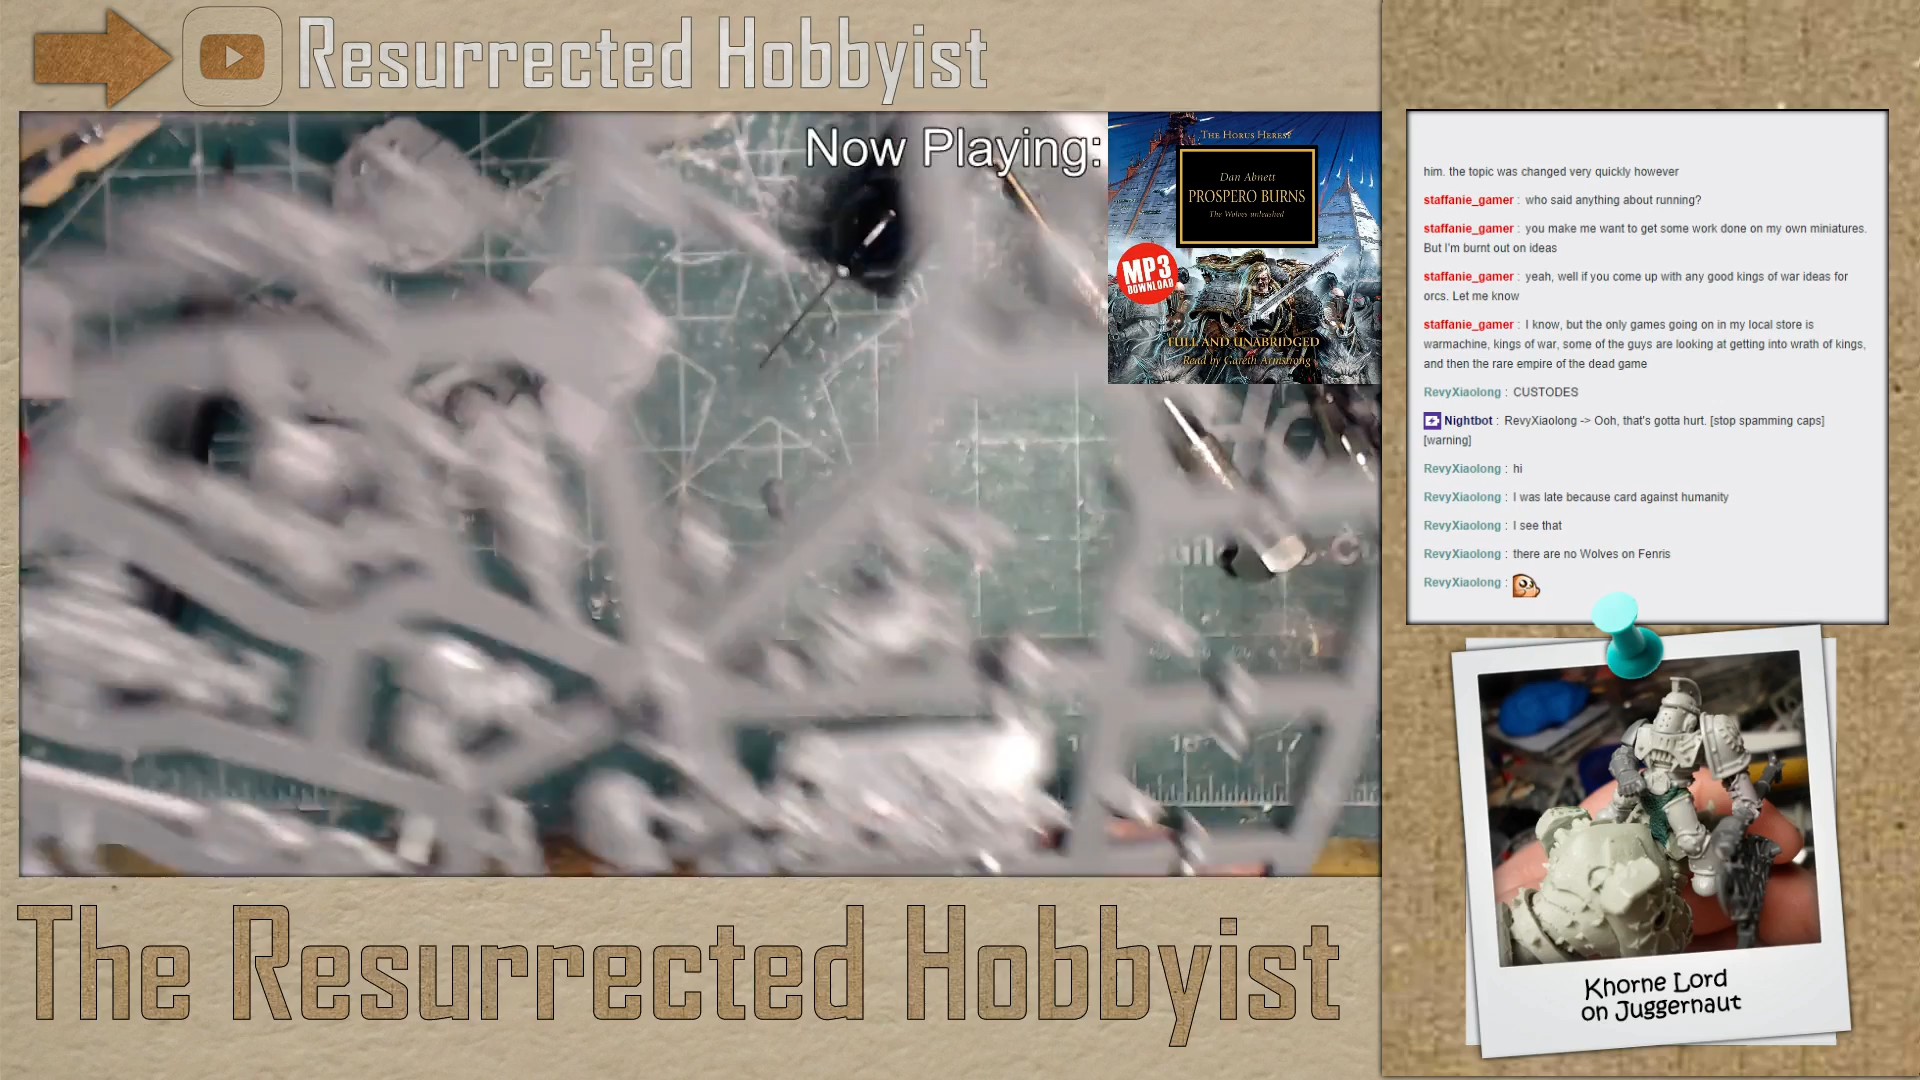 Resurrected Hobbyist
Now Playing:
THE HORUS HERESY
Dan Abnett
PROSPERO BURNS
The Wolves unleashed
MP3
DOWNLOAD
FULL AND UNABRIDGED
Read by Gareth Armstrong
16
17
him. the topic was changed very quickly however
staffanie_gamer : who said anything about running?
staffanie_gamer : you make me want to get some work done on my own miniatures.
But I'm burnt out on ideas
staffanie_gamer : yeah, well if you come up with any good kings of war ideas for
orcs. Let me know
staffanie_gamer : I know, but the only games going on in my local store is
warmachine, kings of war, some of the guys are looking at getting into wrath of kings,
and then the rare empire of the dead game
RevyXiaolong : CUSTODES
Nightbot : RevyXiaolong -> Ooh, that's gotta hurt. [stop spamming caps]
[warning]
RevyXiaolong : hi
RevyXiaolong : I was late because card against humanity
RevyXiaolong : I see that
RevyXiaolong : there are no Wolves on Fenris
RevyXiaolong :
Khorne Lord
on Juggernaut
The Resurrected Hobbyist